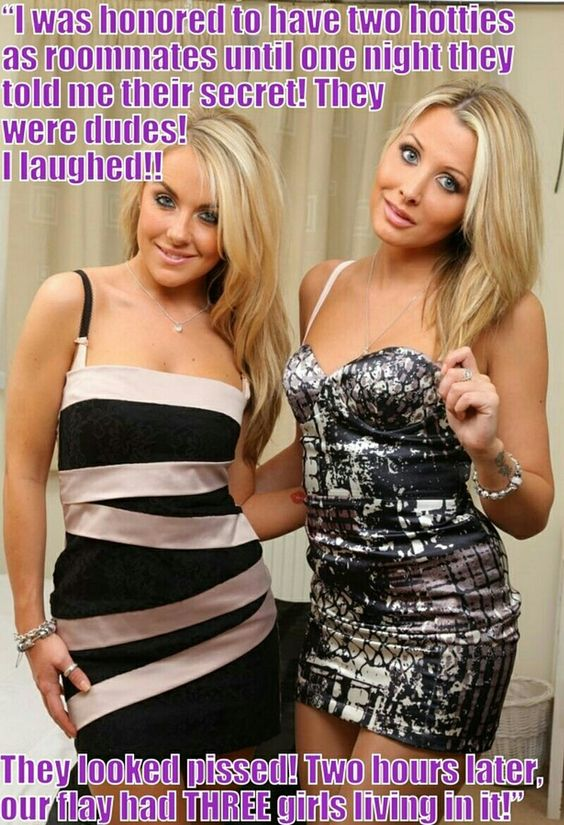 “I was honored to have two hotties
as roommates until one night they
told me their secret! They
were dudes!
I laughed!!
They looked pissed! Two hours later,
our flay had THREE girls living in it!”